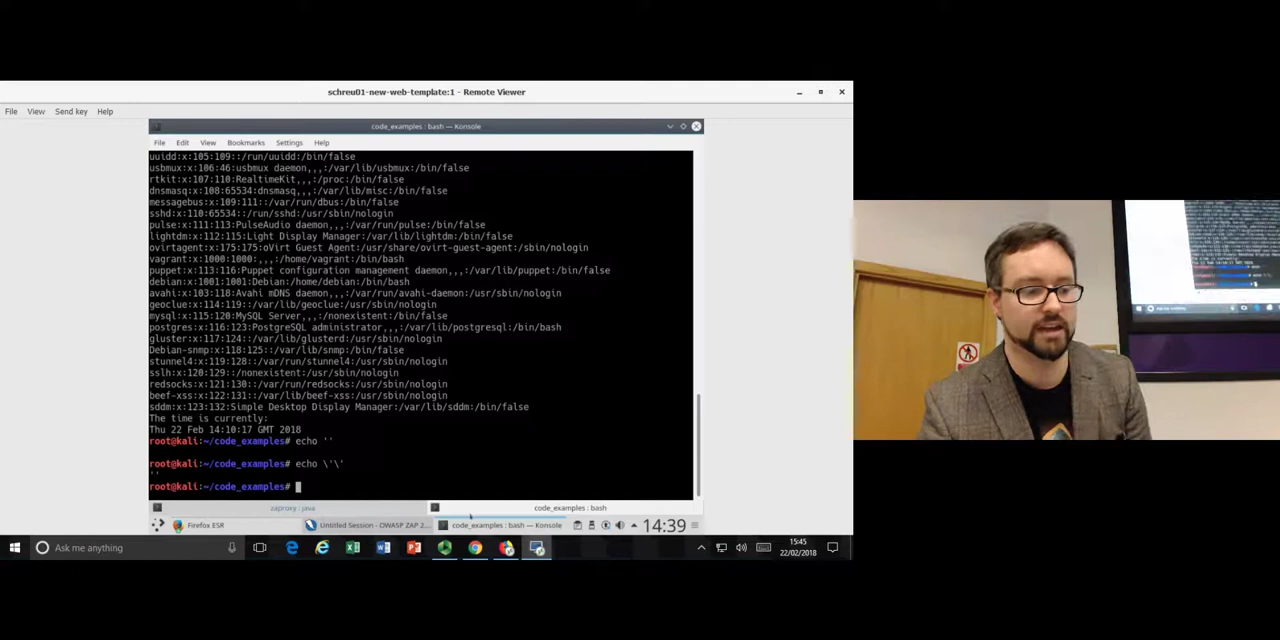 schreu01-new-web-template:1 - Remote Viewer
File View Send key Help
code_examples : bash — Konsole
File Edit View Bookmarks Settings Help
uuidd:x:105:109::/run/uuidd:/bin/false
usbmux:x:106:46:usbmux daemon,,,:/var/lib/usbmux:/bin/false
rtkit:x:107:110:RealtimeKit,,,:/proc:/bin/false
dnsmasq:x:108:65534:dnsmasq,,,:/var/lib/misc:/bin/false
messagebus:x:109:111::/var/run/dbus:/bin/false
sshd:x:110:65534::/run/sshd:/usr/sbin/nologin
pulse:x:111:113:PulseAudio daemon,,,:/var/run/pulse:/bin/false
lightdm:x:112:115:Light Display Manager:/var/lib/lightdm:/bin/false
ovirtagent:x:175:175:oVirt Guest Agent:/usr/share/ovirt-guest-agent:/sbin/nologin
vagrant:x:1000:1000:,,,:/home/vagrant:/bin/bash
puppet:x:113:116:Puppet configuration management daemon,,,:/var/lib/puppet:/bin/false
debian:x:1001:1001:Debian:/home/debian:/bin/bash
avahi:x:103:118:Avahi mDNS daemon,,,:/var/run/avahi-daemon:/usr/sbin/nologin
geoclue:x:114:119::/var/lib/geoclue:/usr/sbin/nologin
mysql:x:115:120:MySQL Server,,,:/nonexistent:/bin/false
postgres:x:116:123:PostgreSQL administrator,,,:/var/lib/postgresql:/bin/bash
gluster:x:117:124::/var/lib/glusterd:/usr/sbin/nologin
Debian-snmp:x:118:125::/var/lib/snmp:/bin/false
stunnel4:x:119:128::/var/run/stunnel4:/usr/sbin/nologin
sslh:x:120:129::/nonexistent:/usr/sbin/nologin
redsocks:x:121:130::/var/run/redsocks:/usr/sbin/nologin
beef-xss:x:122:131::/var/lib/beef-xss:/usr/sbin/nologin
sddm:x:123:132:Simple Desktop Display Manager:/var/lib/sddm:/bin/false
The time is currently:
Thu 22 Feb 14:10:17 GMT 2018
root@kali:~/code_examples# echo ''
root@kali:~/code_examples# echo \'\'
''
root@kali:~/code_examples#
zaproxy : java code_examples : bash
Firefox ESR Untitled Session - OWASP ZAP 2... code_examples : bash — Konsole 14:39
Ask me anything 15:45
22/02/2018